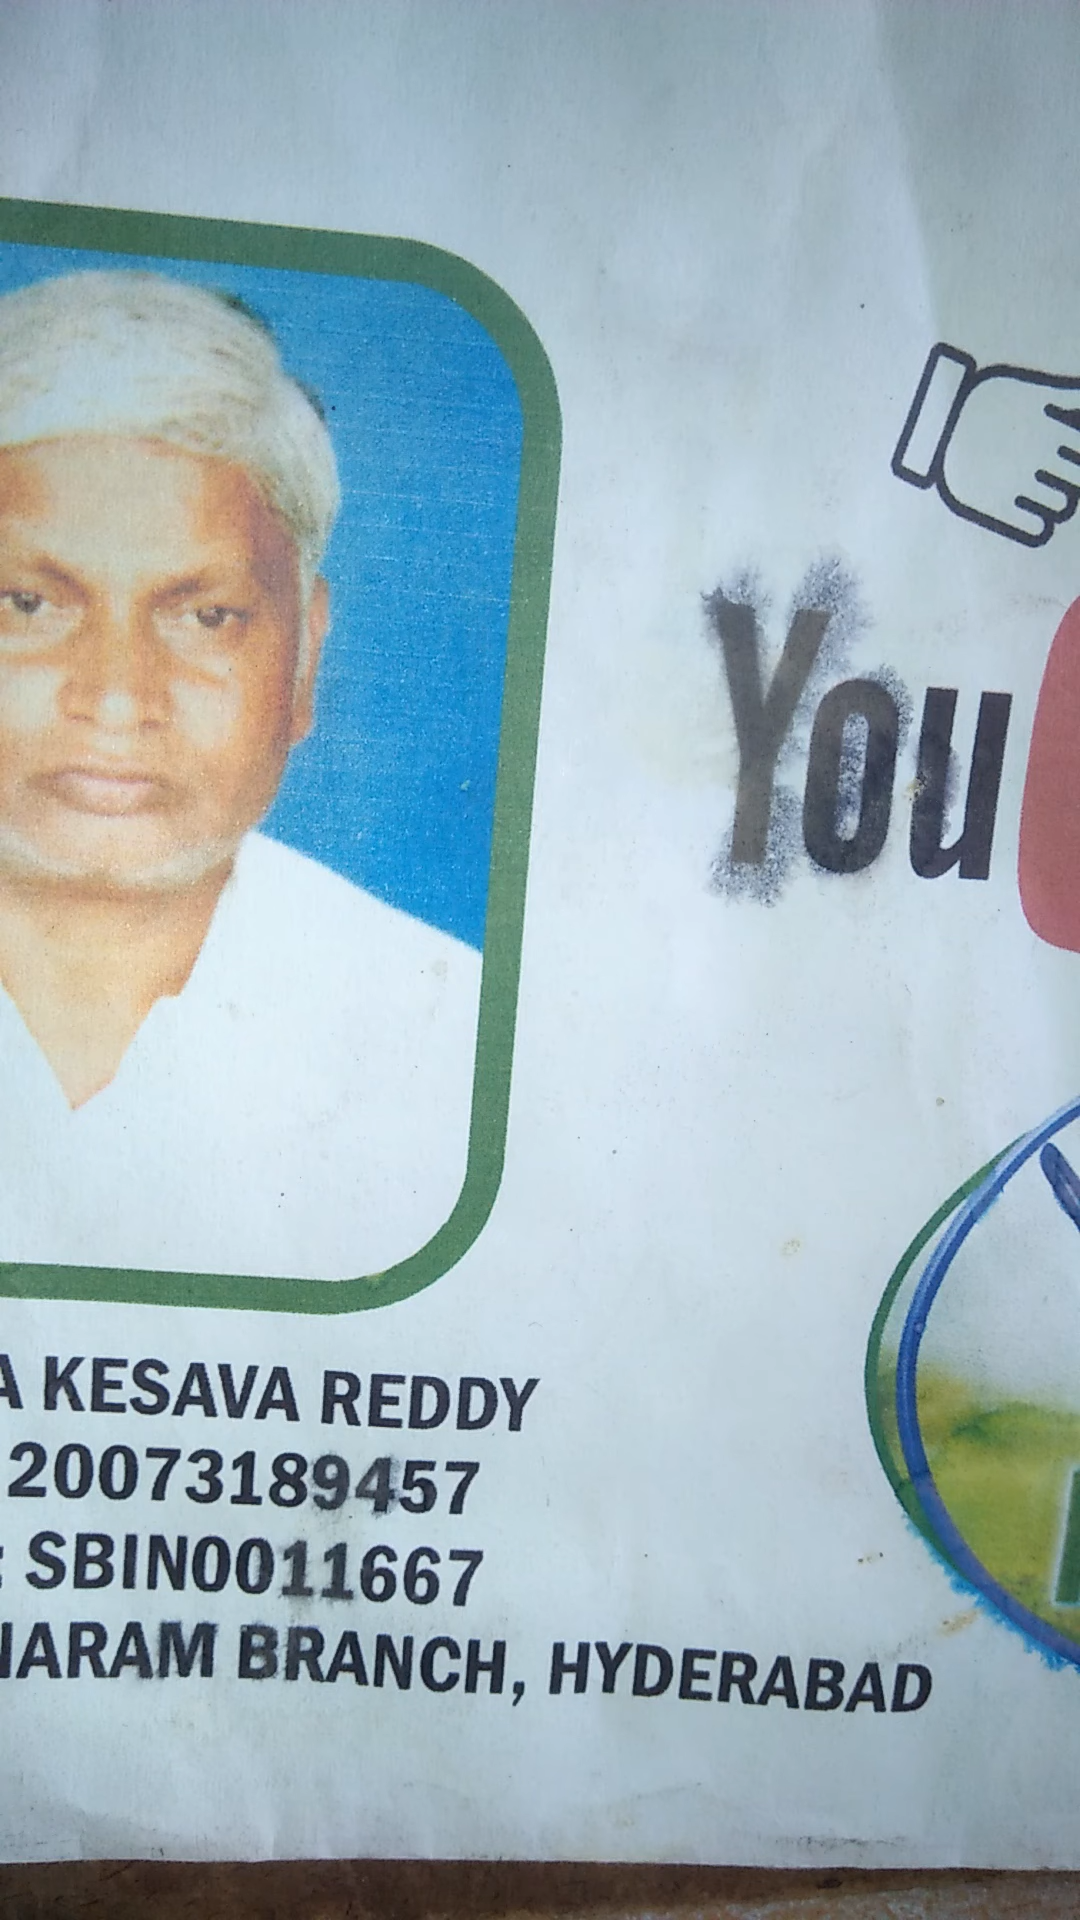 You
A KESAVA REDDY
20073189457
: SBIN0011667
NARAM BRANCH, HYDERABAD